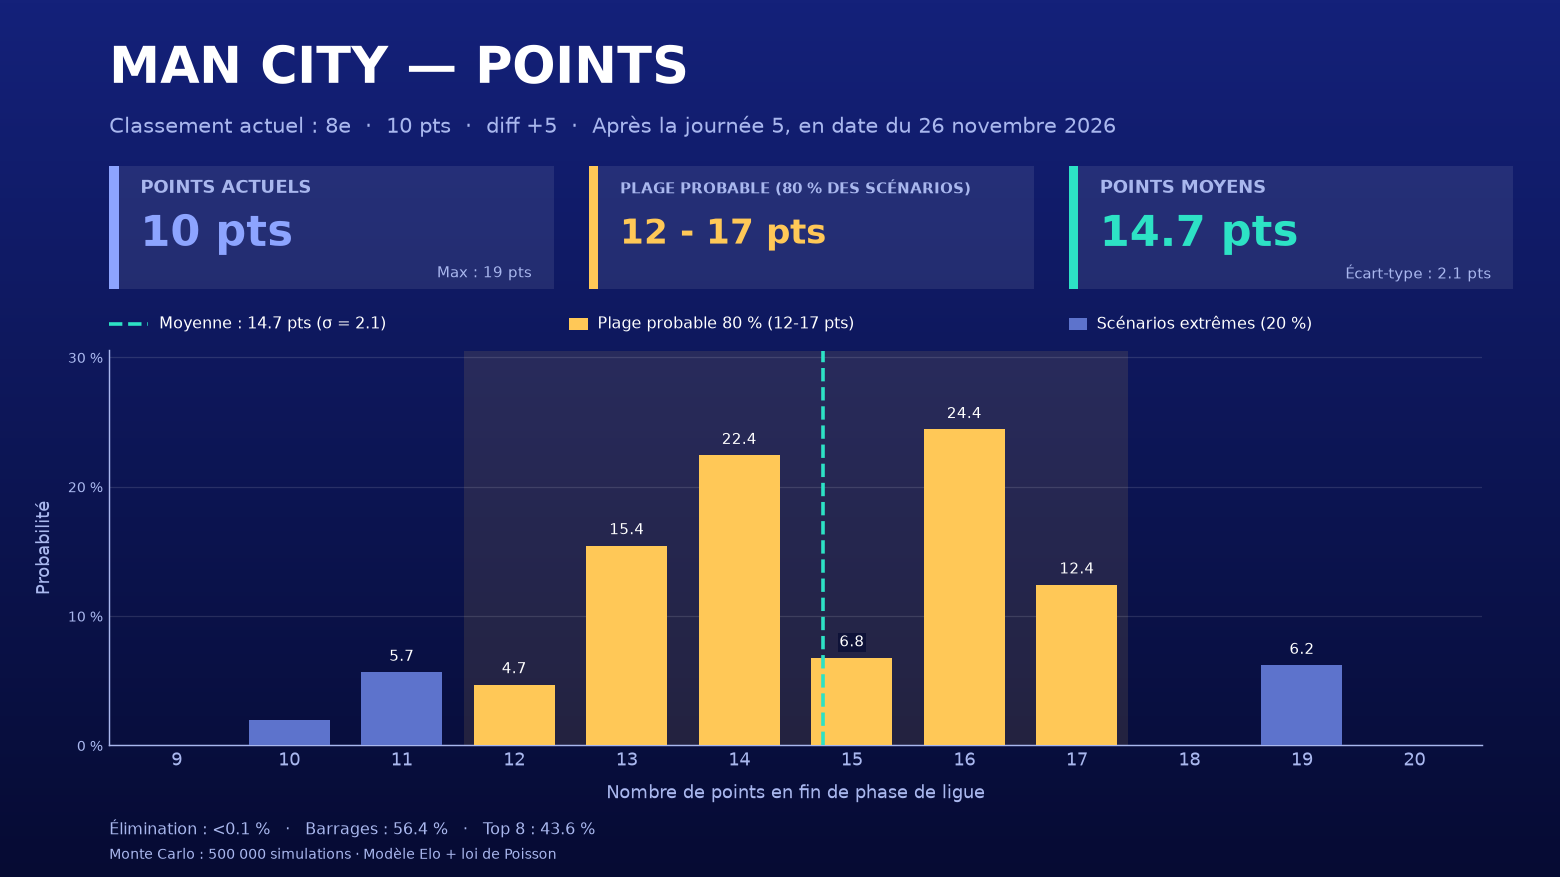 MAN CITY — POINTS
Classement actuel : 8e · 10 pts · diff +5 · Après la journée 5, en date du 26 novembre 2026
POINTS ACTUELS
10 pts
Max : 19 pts
PLAGE PROBABLE (80 % DES SCÉNARIOS)
12 - 17 pts
POINTS MOYENS
14.7 pts
Écart-type : 2.1 pts
Moyenne : 14.7 pts (σ = 2.1)
Plage probable 80 % (12-17 pts)
Scénarios extrêmes (20 %)
Probabilité
30 %
20 %
10 %
0 %
5.7
4.7
15.4
22.4
6.8
24.4
12.4
6.2
9 10 11 12 13 14 15 16 17 18 19 20
Nombre de points en fin de phase de ligue
Élimination : <0.1 % · Barrages : 56.4 % · Top 8 : 43.6 %
Monte Carlo : 500 000 simulations · Modèle Elo + loi de Poisson